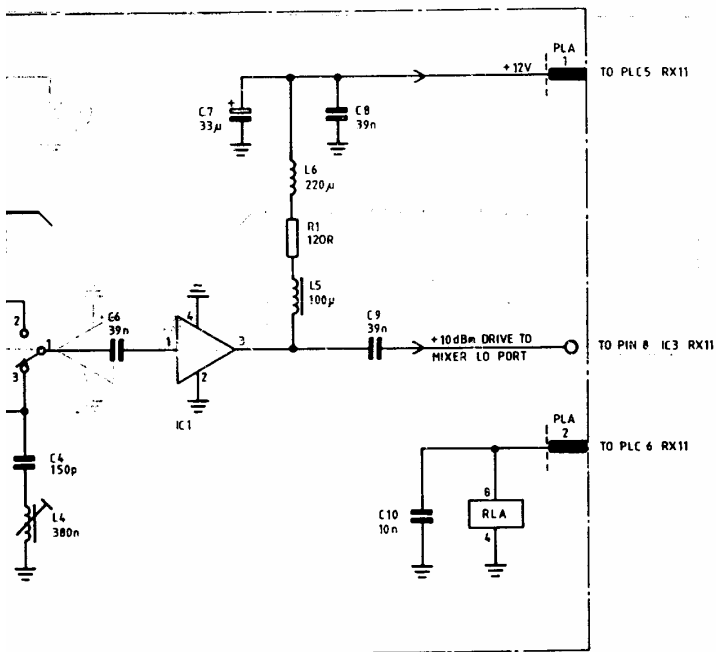 PLA
1
+12V
TO PLC5 RX11
+
C7
33µ
C8
39n
L6
220µ
R1
120R
L5
100µ
2
1
3
C6
39n
4
1
3
2
IC1
C9
39n
+10dBm DRIVE TO
MIXER LO PORT
TO PIN 8 IC3 RX11
PLA
2
TO PLC 6 RX11
C4
150p
L4
380n
C10
10n
8
RLA
4